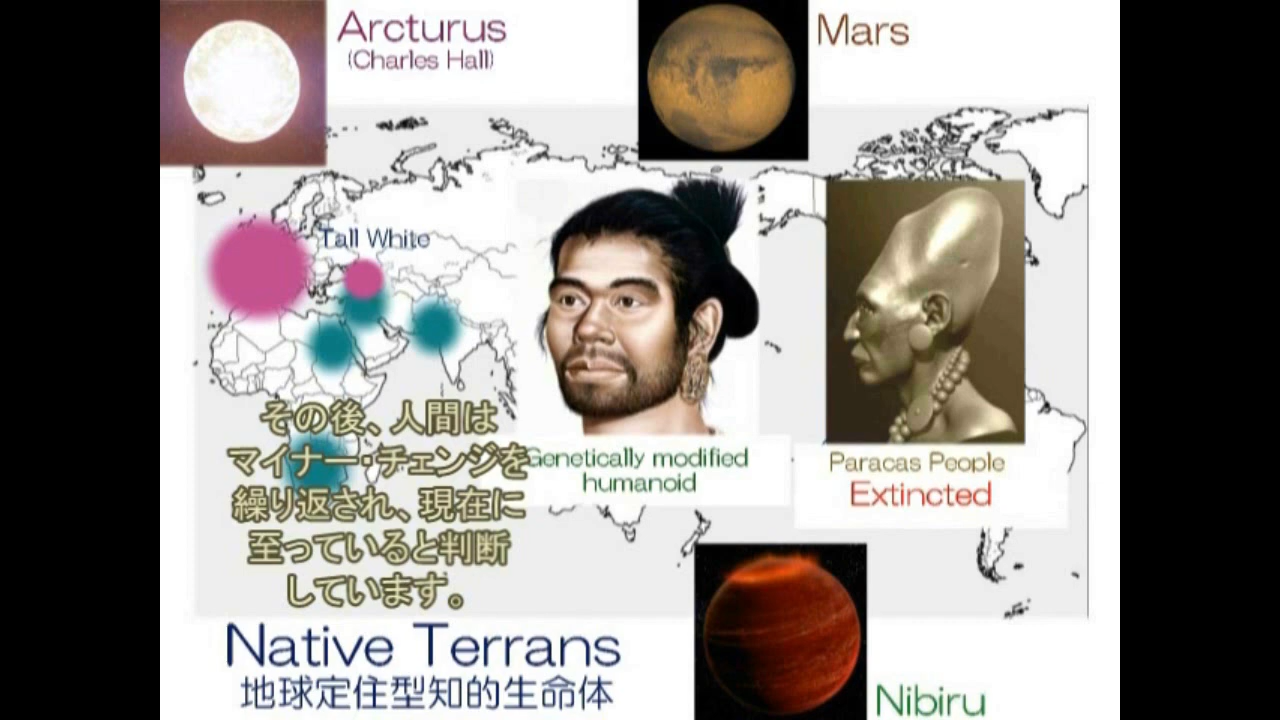 Arcturus
(Charles Hall)
Mars
Tall White
その後、人間は
マイナー・チェンジを
繰り返され、現在に
至っていると判断
しています。
Genetically modified
humanoid
Paracas People
Extincted
Native Terrans
地球定住型知的生命体
Nibiru